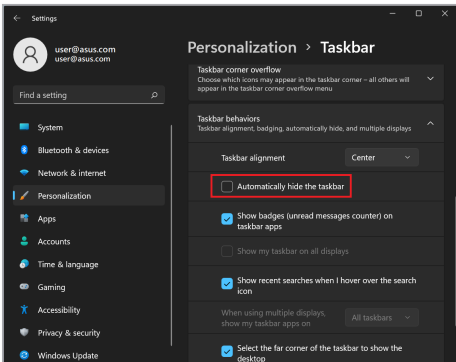 Settings
user@asus.com
user@asus.com
Find a setting
System
Bluetooth & devices
Network & internet
Personalization
Apps
Accounts
Time & language
Gaming
Accessibility
Privacy & security
Windows Update
Personalization > Taskbar
Taskbar corner overflow
Choose which icons may appear in the taskbar corner – all others will
appear in the taskbar corner overflow menu
Taskbar behaviors
Taskbar alignment, badging, automatically hide, and multiple displays
Taskbar alignment
Center
Automatically hide the taskbar
Show badges (unread messages counter) on
taskbar apps
Show my taskbar on all displays
Show recent searches when I hover over the search
icon
When using multiple displays,
show my taskbar apps on
All taskbars
Select the far corner of the taskbar to show the
desktop